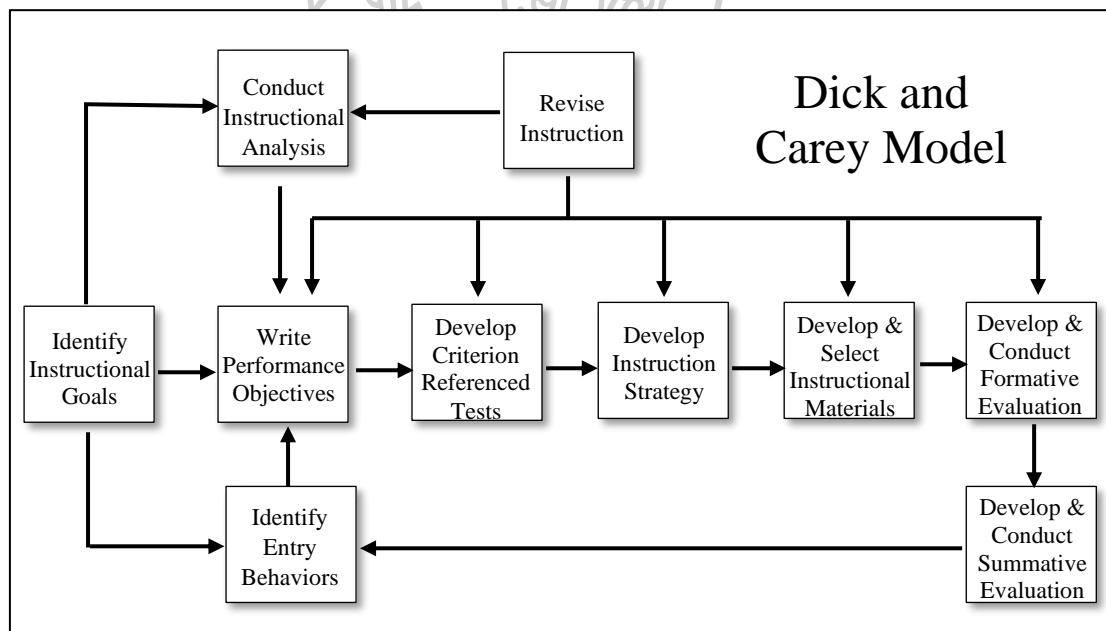 Conduct
Instructional
Analysis
Revise
Instruction
Dick and
Carey Model
Identify
Instructional
Goals
Write
Performance
Objectives
Develop
Criterion
Referenced
Tests
Develop
Instruction
Strategy
Develop &
Select
Instructional
Materials
Develop &
Conduct
Formative
Evaluation
Identify
Entry
Behaviors
Develop &
Conduct
Summative
Evaluation